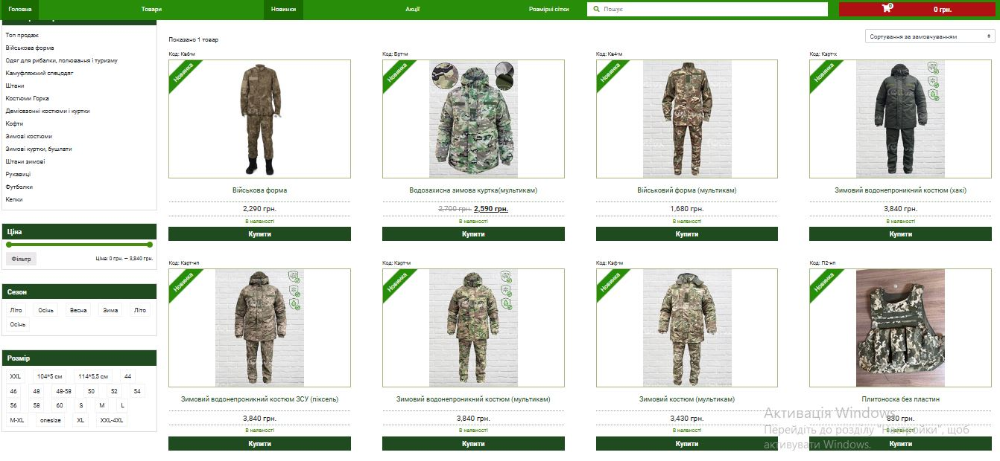 Головна
Товари
Новинки
Акції
Розмірні сітки
Пошук
0
0 грн.
Топ продаж
Військова форма
Одяг для рибалки, полювання і туризму
Камуфляжний спецодяг
Штани
Костюми Горка
Демісезонні костюми і куртки
Кофти
Зимові костюми
Зимові куртки, бушлати
Штани зимові
Рукавиці
Футболки
Кепки
Ціна
Фільтр
Ціна: 0 грн. — 3,840 грн.
Сезон
Літо Осінь Весна Зима Літо
Осінь
Розмір
XXL 104*5 см 114*5,5 см 44
46 48 48-58 50 52 54
56 58 60 S M L
M-XL onesize XL XXL-4XL
Показано 1 товар
Сортування за замовчуванням
Код: Кв6-м
Новинка
Військова форма
2,290 грн.
В наявності
Купити
Код: Брт-м
Новинка
Водозахисна зимова куртка(мультикам)
2,700 грн. 2,590 грн.
В наявності
Купити
Код: Кв4-м
Новинка
Військовий форма (мультикам)
1,680 грн.
В наявності
Купити
Код: Кзрт-х
Новинка
Зимовий водонепроникний костюм (хакі)
3,840 грн.
В наявності
Купити
Код: Кзрт-нп
Новинка
Зимовий водонепроникний костюм ЗСУ (піксель)
3,840 грн.
В наявності
Купити
Код: Кзрт-м
Новинка
Зимовий водонепроникний костюм (мультикам)
3,840 грн.
В наявності
Купити
Код: Кзф-м
Новинка
Зимовий костюм (мультикам)
3,430 грн.
В наявності
Купити
Код: П2-нп
Новинка
Плитоноска без пластин
830 грн.
В наявності
Купити
Активація Windows
Перейдіть до розділу "Настройки", щоб
активувати Windows.